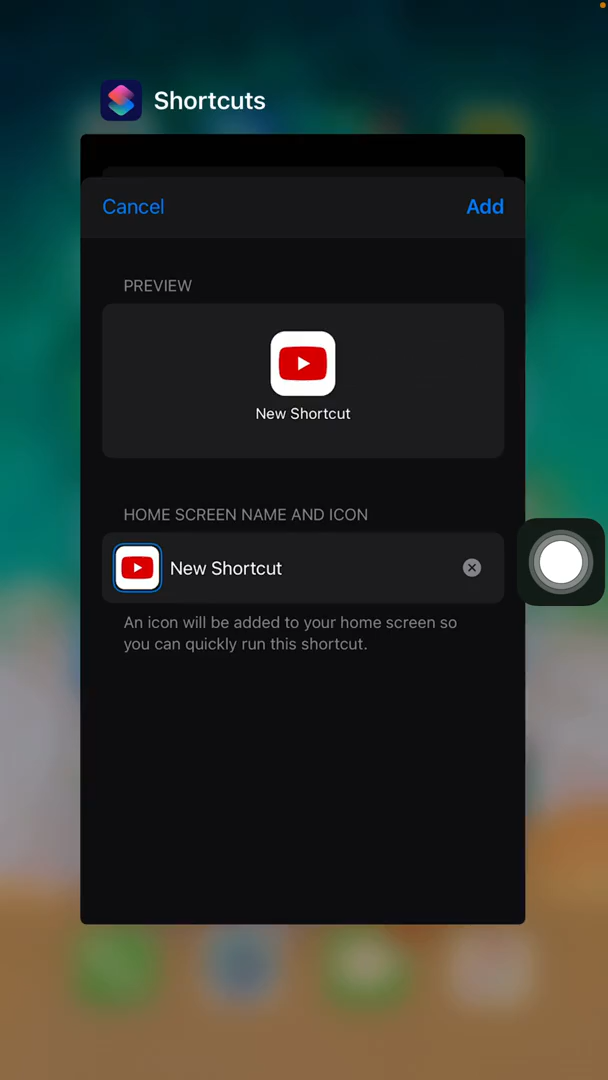 Shortcuts
Cancel
Add
PREVIEW
New Shortcut
HOME SCREEN NAME AND ICON
New Shortcut
An icon will be added to your home screen so
you can quickly run this shortcut.